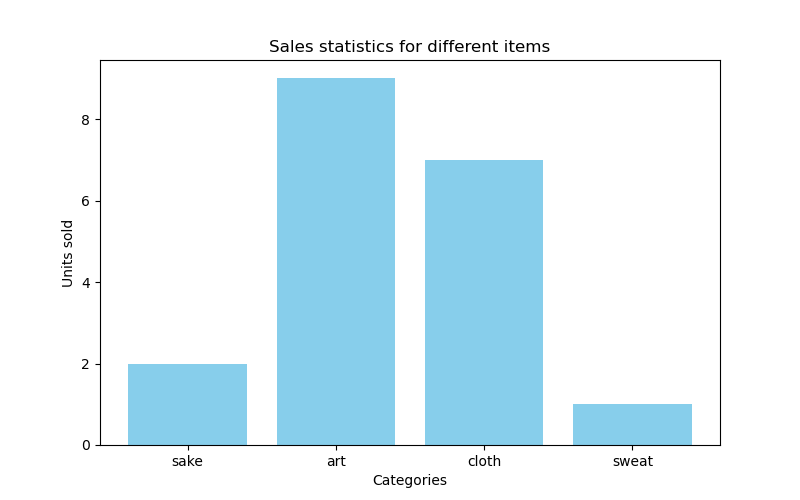 Sales statistics for different items
8
6
4
2
0
Units sold
sake art cloth sweat
Categories